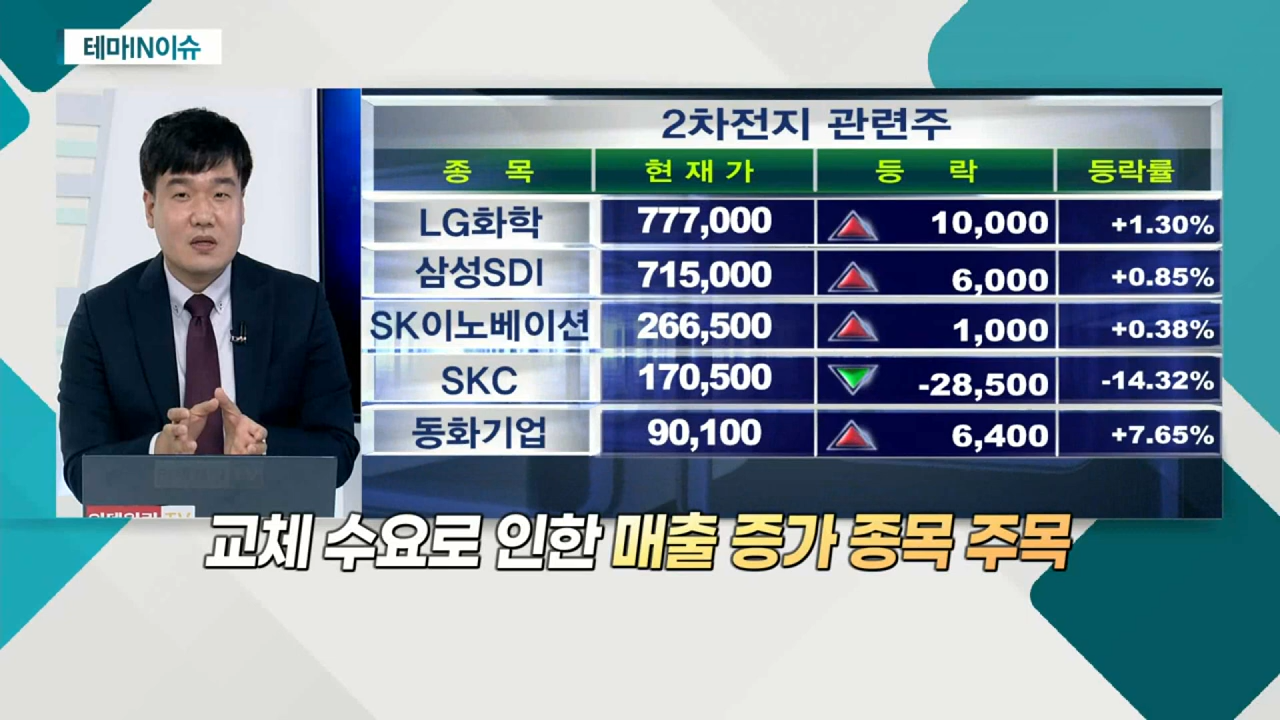 테마IN이슈
2차전지 관련주
종 목 현 재 가 등 락 등락률
LG화학 777,000 10,000 +1.30%
삼성SDI 715,000 6,000 +0.85%
SK이노베이션 266,500 1,000 +0.38%
SKC 170,500 -28,500 -14.32%
동화기업 90,100 6,400 +7.65%
교체 수요로 인한 매출 증가 종목 주목